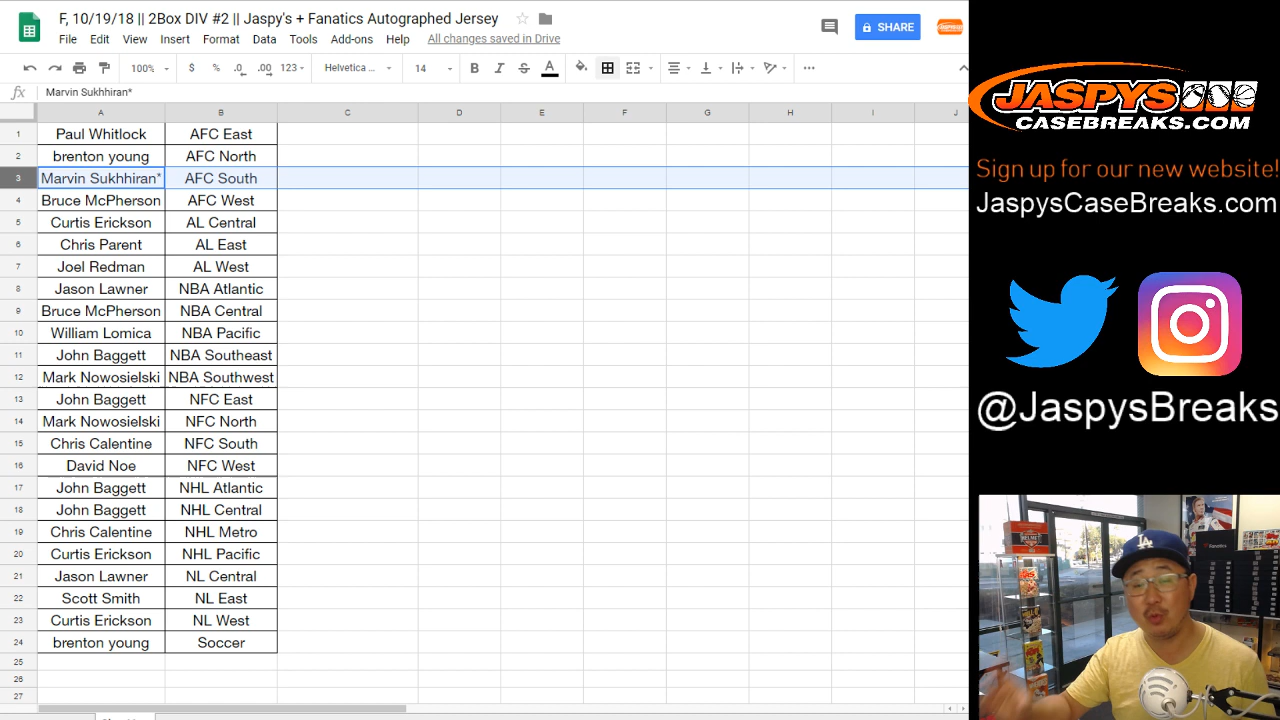 F, 10/19/18 || 2Box DIV #2 || Jaspy's + Fanatics Autographed Jersey
File Edit View Insert Format Data Tools Add-ons Help All changes saved in Drive
SHARE
100% $ % .0 .00 123 Helvetica ... 14 B I S A
fx Marvin Sukhhiran*
A B C D E F G H I J
1 Paul Whitlock AFC East
2 brenton young AFC North
3 Marvin Sukhhiran* AFC South
4 Bruce McPherson AFC West
5 Curtis Erickson AL Central
6 Chris Parent AL East
7 Joel Redman AL West
8 Jason Lawner NBA Atlantic
9 Bruce McPherson NBA Central
10 William Lomica NBA Pacific
11 John Baggett NBA Southeast
12 Mark Nowosielski NBA Southwest
13 John Baggett NFC East
14 Mark Nowosielski NFC North
15 Chris Calentine NFC South
16 David Noe NFC West
17 John Baggett NHL Atlantic
18 John Baggett NHL Central
19 Chris Calentine NHL Metro
20 Curtis Erickson NHL Pacific
21 Jason Lawner NL Central
22 Scott Smith NL East
23 Curtis Erickson NL West
24 brenton young Soccer
25
26
27
JASPYS
CASEBREAKS.COM
Sign up for our new website!
JaspysCaseBreaks.com
@JaspysBreaks
HELMET
Fanatics
LA